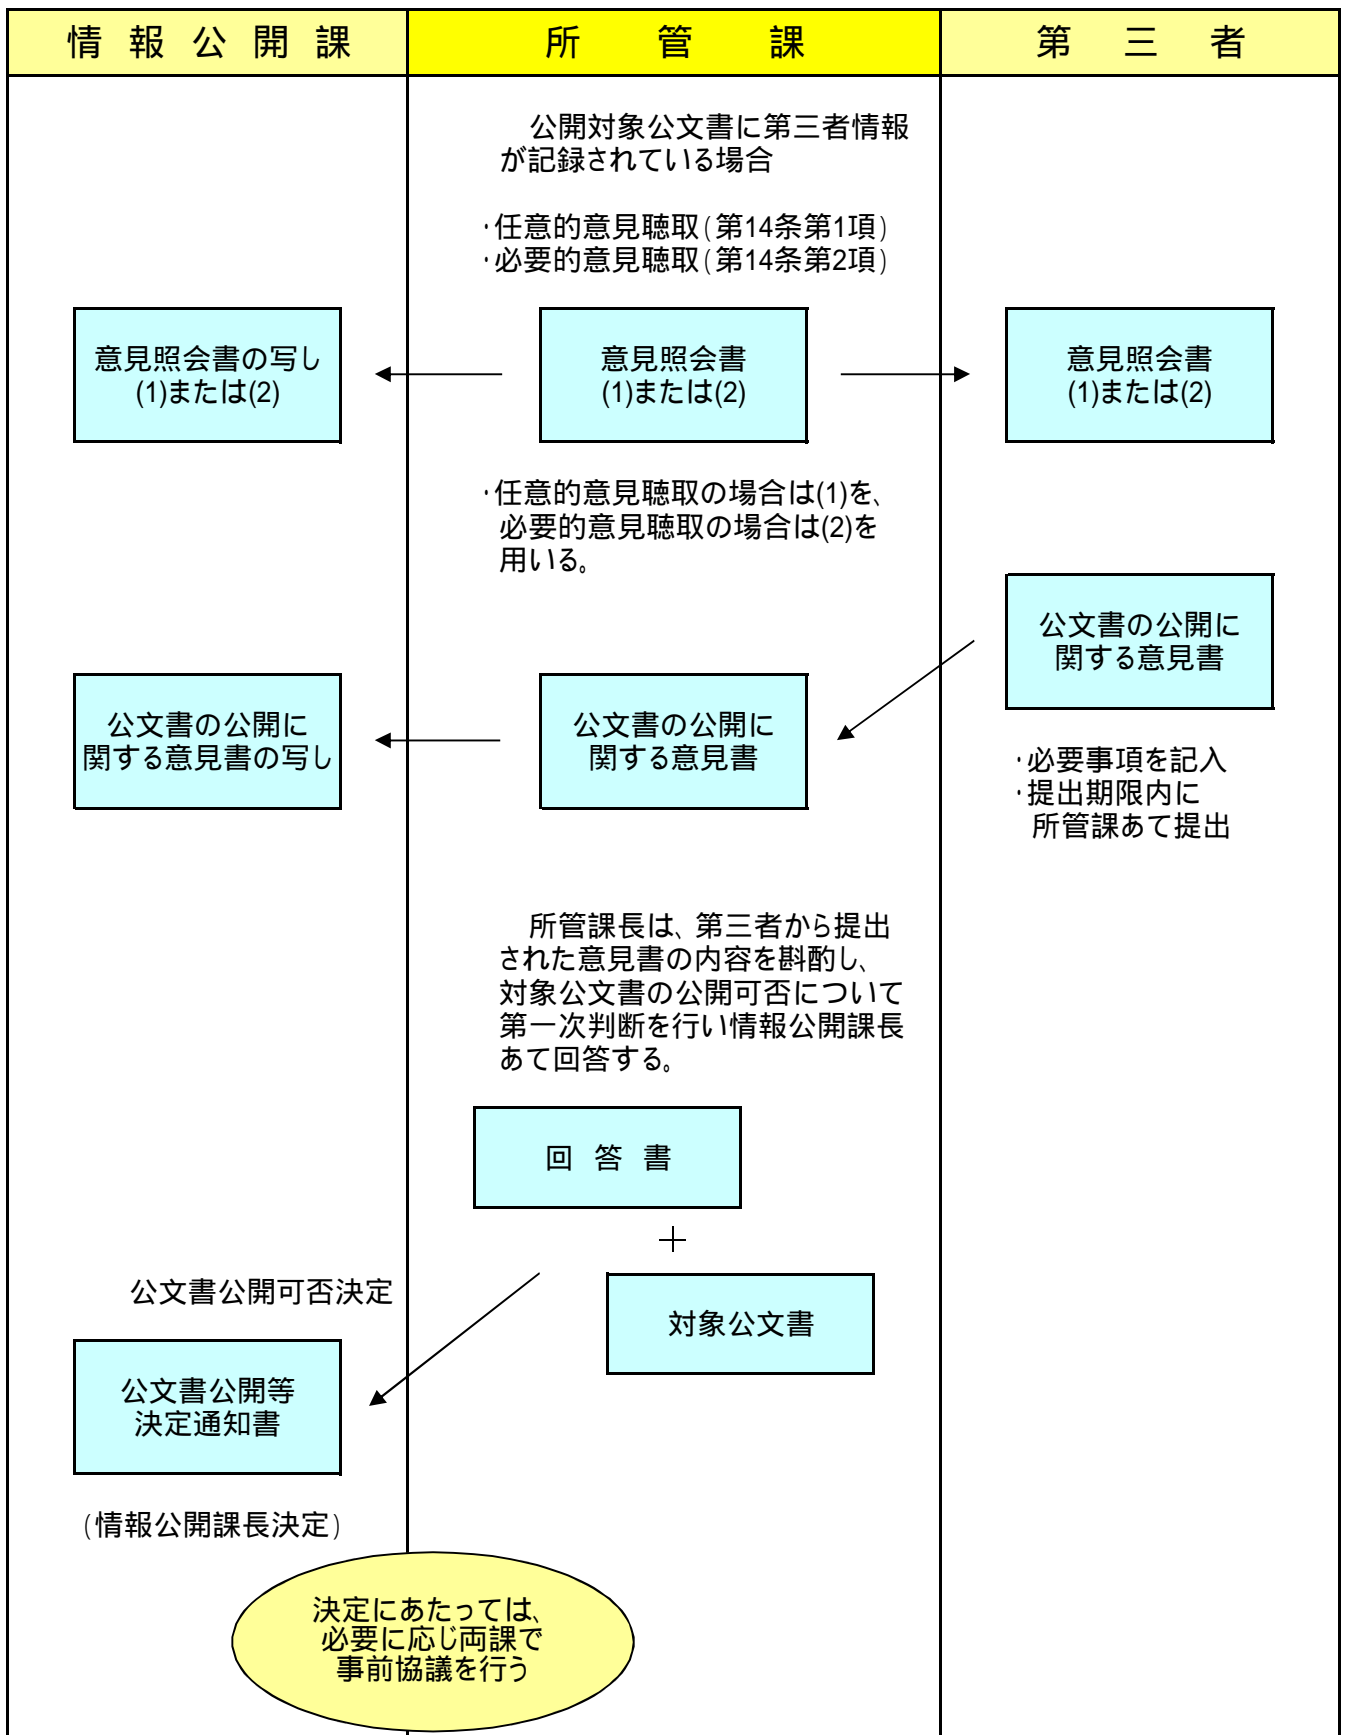 情報公開課
所管課
第三者
公開対象公文書に第三者情報
が記録されている場合
・任意的意見聴取(第14条第1項)
・必要的意見聴取(第14条第2項)
意見照会書の写し
(1)または(2)
意見照会書
(1)または(2)
意見照会書
(1)または(2)
・任意的意見聴取の場合は(1)を、
必要的意見聴取の場合は(2)を
用いる。
公文書の公開に
関する意見書
公文書の公開に
関する意見書の写し
公文書の公開に
関する意見書
・必要事項を記入
・提出期限内に
所管課あて提出
所管課長は、第三者から提出
された意見書の内容を斟酌し、
対象公文書の公開可否について
第一次判断を行い情報公開課長
あて回答する。
回答書
+
対象公文書
公文書公開可否決定
公文書公開等
決定通知書
(情報公開課長決定)
決定にあたっては、
必要に応じ両課で
事前協議を行う